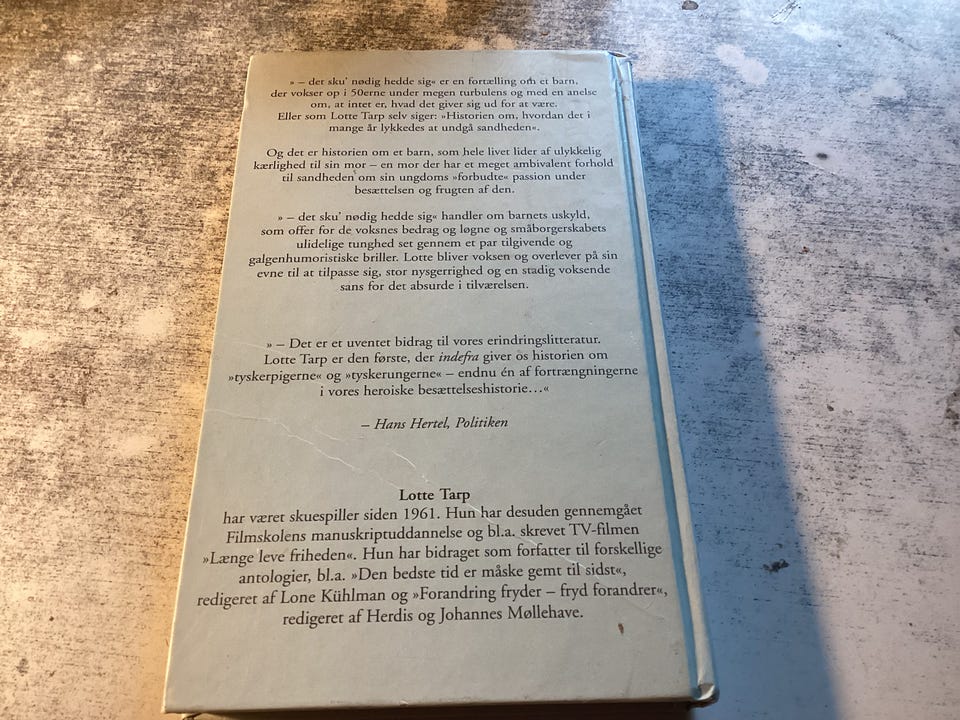 » – det sku' nødig hedde sig« er en fortælling om et barn,
der vokser op i 50erne under megen turbulens og med en anelse
om, at intet er, hvad det giver sig ud for at være.
Eller som Lotte Tarp selv siger: »Historien om, hvordan det i
mange år lykkedes at undgå sandheden«.
Og det er historien om et barn, som hele livet lider af ulykkelig
kærlighed til sin mor – en mor der har et meget ambivalent forhold
til sandheden om sin ungdoms »forbudte« passion under
besættelsen og frugten af den.
» – det sku' nødig hedde sig« handler om barnets uskyld,
som offer for de voksnes bedrag og løgne og småborgerskabets
ulidelige tunghed set gennem et par tilgivende og
galgenhumoristiske briller. Lotte bliver voksen og overlever på sin
evne til at tilpasse sig, stor nysgerrighed og en stadig voksende
sans for det absurde i tilværelsen.
» – Det er et uventet bidrag til vores erindringslitteratur.
Lotte Tarp er den første, der indefra giver os historien om
»tyskerpigerne« og »tyskerungerne« – endnu én af fortrængningerne
i vores heroiske besættelseshistorie...«
– Hans Hertel, Politiken
Lotte Tarp
har været skuespiller siden 1961. Hun har desuden gennemgået
Filmskolens manuskriptuddannelse og bl.a. skrevet TV-filmen
»Længe leve friheden«. Hun har bidraget som forfatter til forskellige
antologier, bl.a. »Den bedste tid er måske gemt til sidst«,
redigeret af Lone Kühlman og »Forandring fryder – fryd forandrer«,
redigeret af Herdis og Johannes Møllehave.